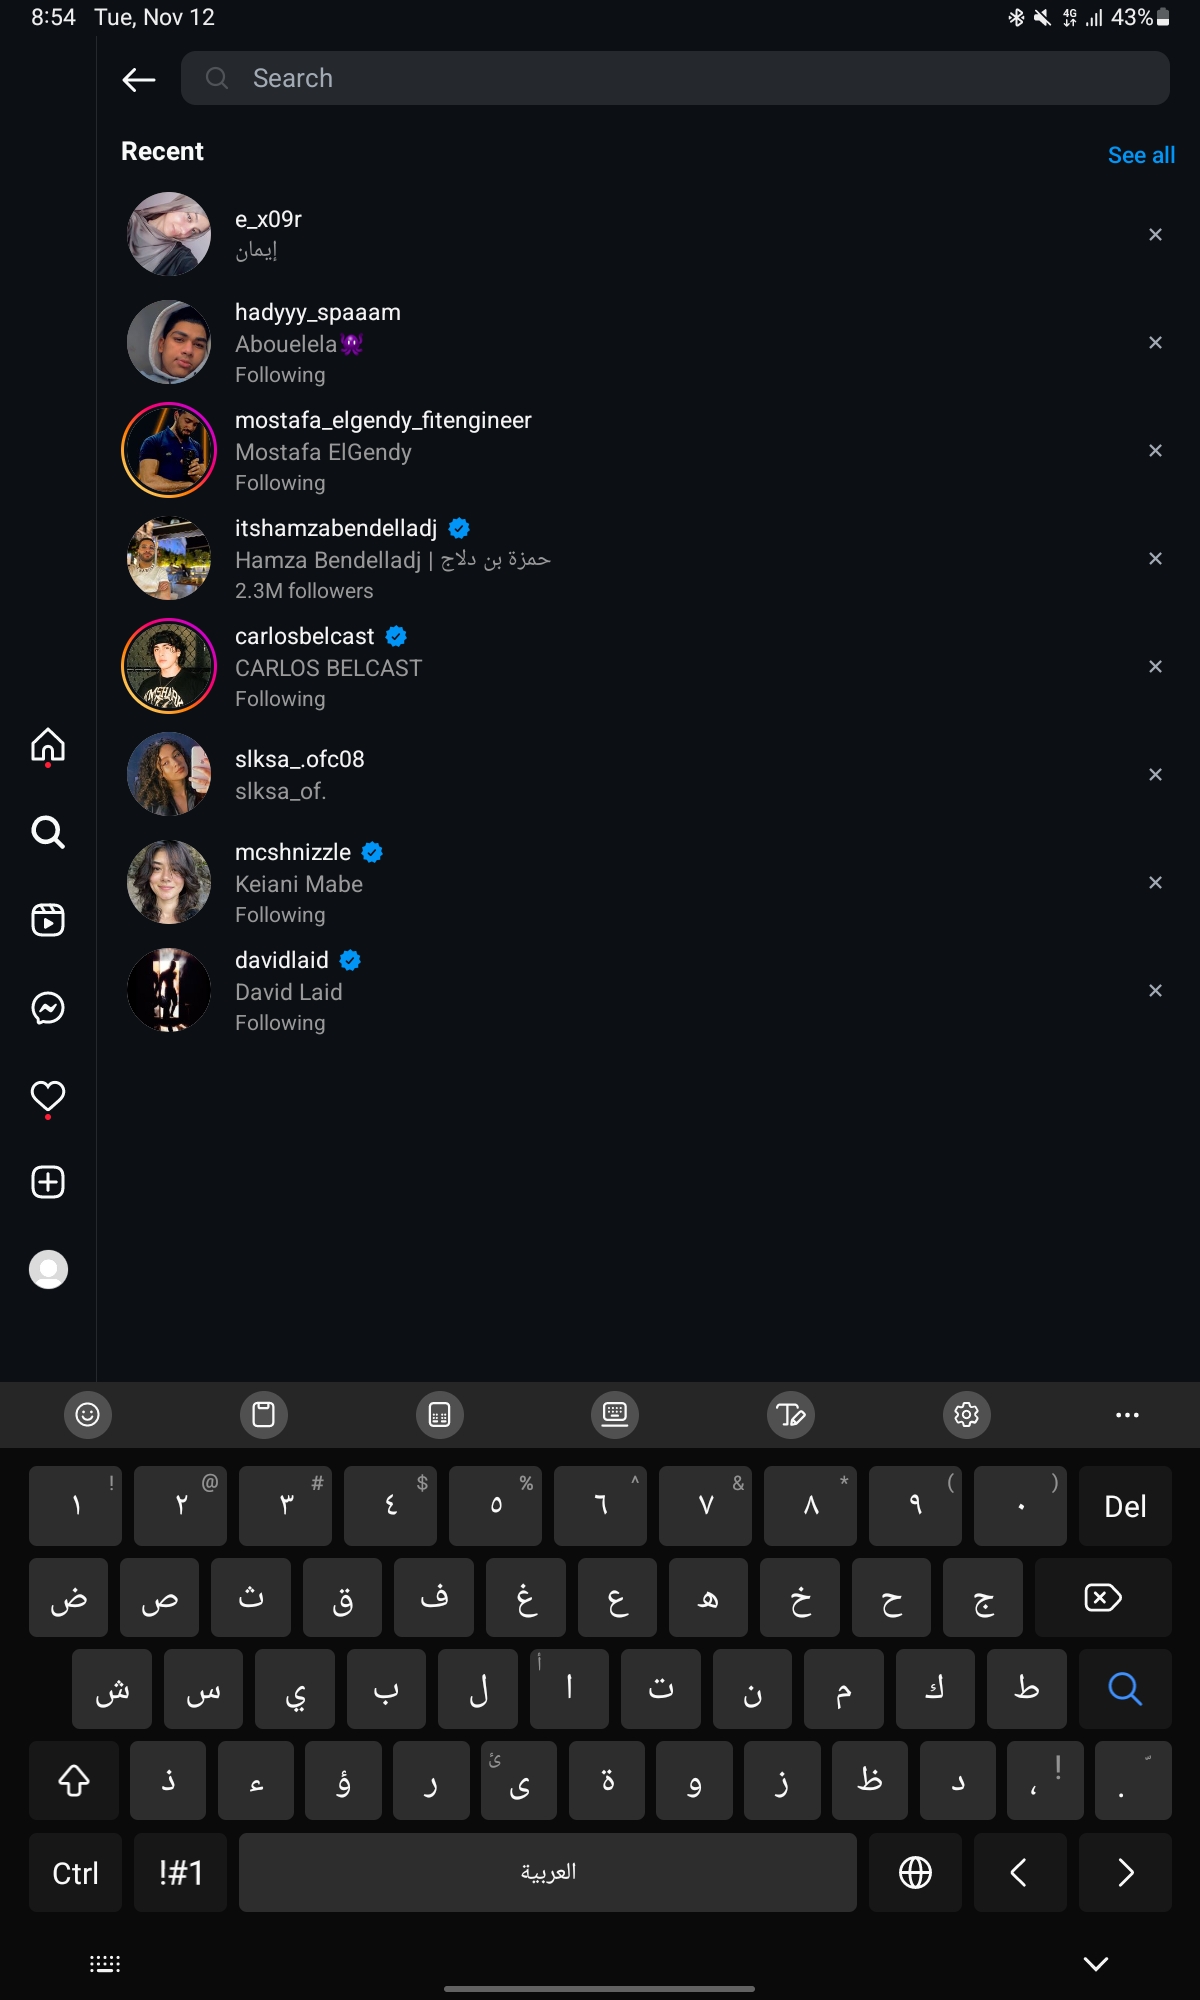 8:54 Tue, Nov 12 4G 43%
Search
Recent
See all
e_x09r
إيمان
hadyyy_spaaam
Abouelela🐙
Following
mostafa_elgendy_fitengineer
Mostafa ElGendy
Following
itshamzabendelladj
Hamza Bendelladj | حمزة بن دلاج
2.3M followers
carlosbelcast
CARLOS BELCAST
Following
slksa_.ofc08
slksa_of.
mcshnizzle
Keiani Mabe
Following
davidlaid
David Laid
Following
! @ # $ % ^ & * ( )
١ ٢ ٣ ٤ ٥ ٦ ٧ ٨ ٩ ٠ Del
ض ص ث ق ف غ ع ه خ ح ج
ش س ي ب ل ا أ ت ن م ك ط
ذ ء ؤ ر ى ئ ة و ز ظ د ، ! .
Ctrl !#1 العربية